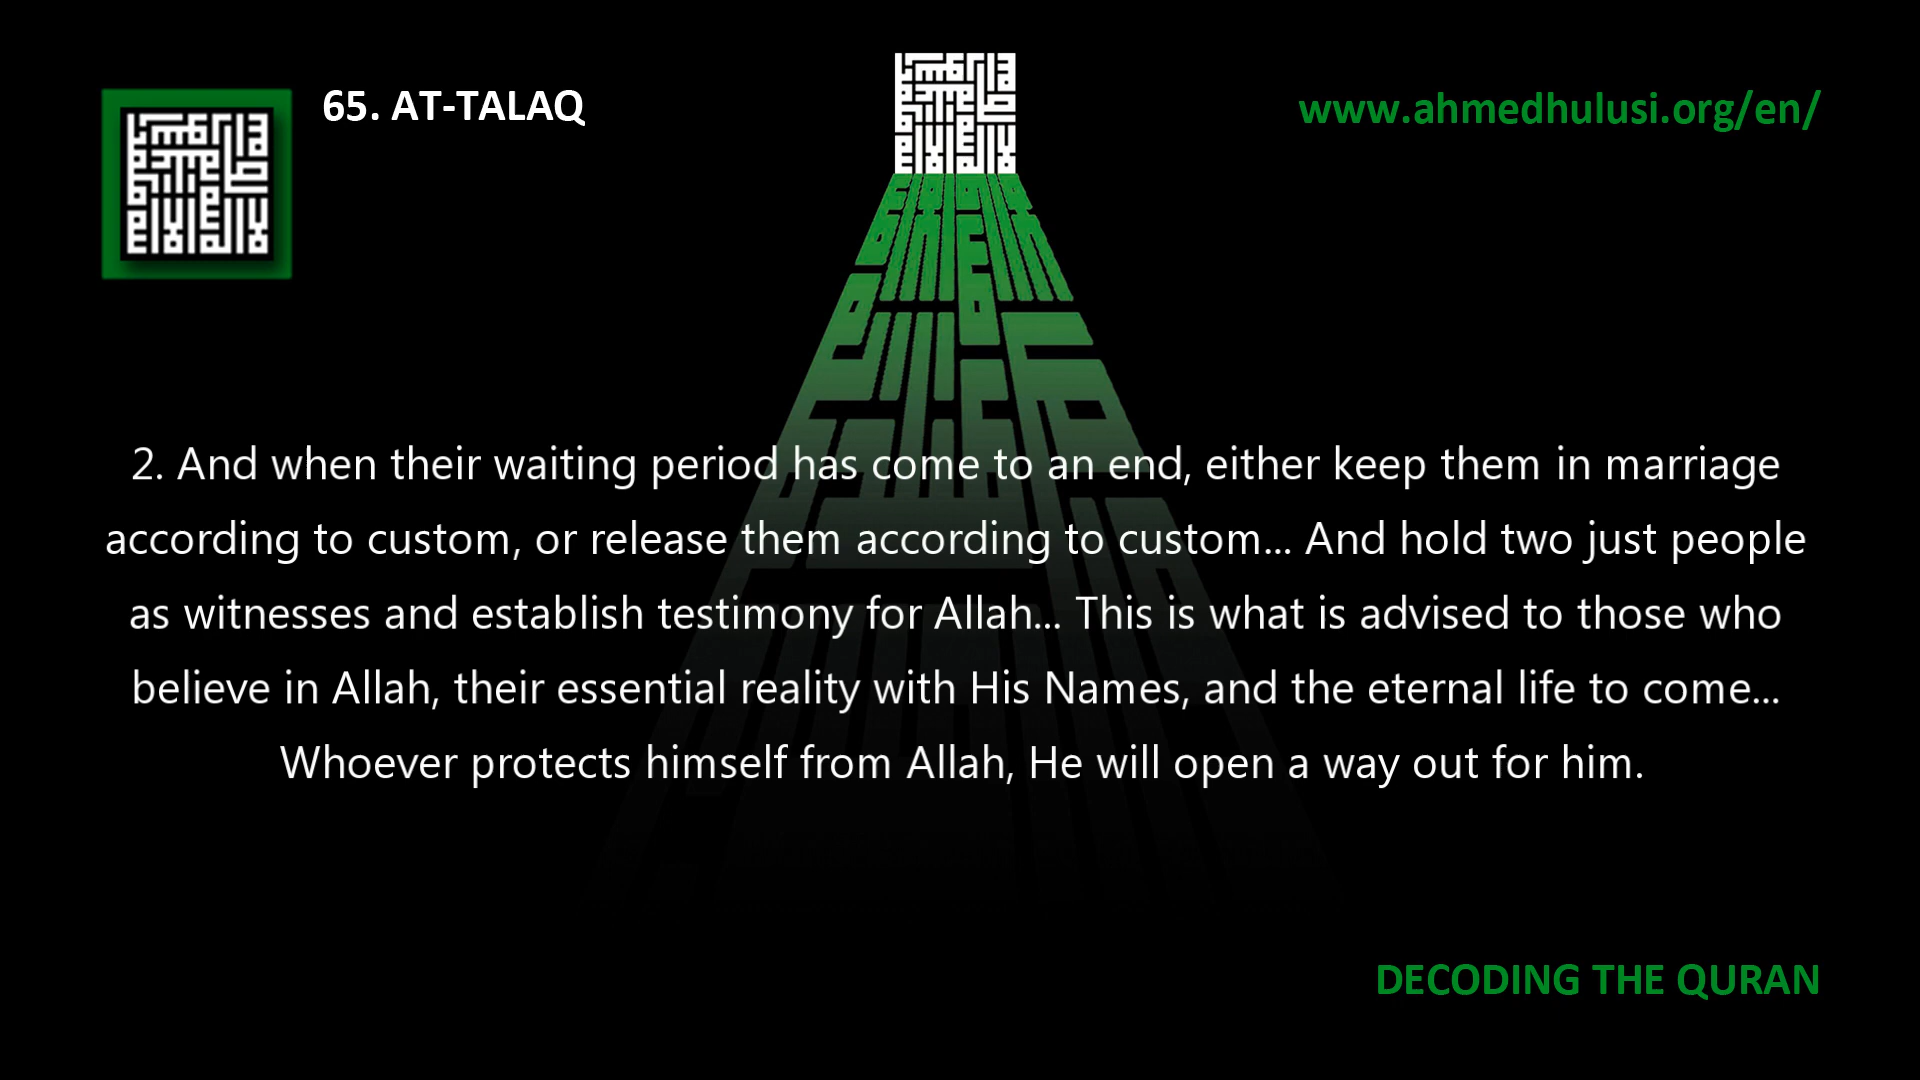 65. AT-TALAQ
www.ahmedhulusi.org/en/
2. And when their waiting period has come to an end, either keep them in marriage
according to custom, or release them according to custom... And hold two just people
as witnesses and establish testimony for Allah... This is what is advised to those who
believe in Allah, their essential reality with His Names, and the eternal life to come...
Whoever protects himself from Allah, He will open a way out for him.
DECODING THE QURAN